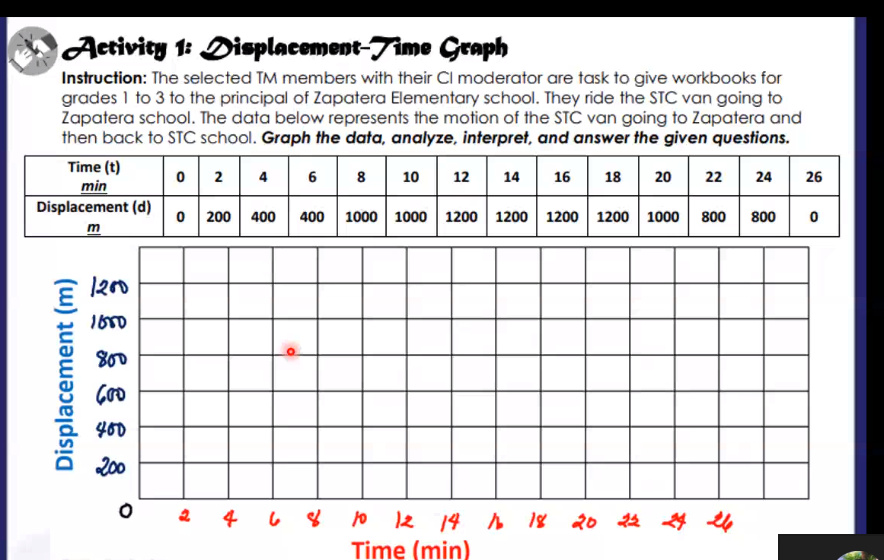 Activity 1: Displacement-Time Graph
Instruction: The selected TM members with their CI moderator are task to give workbooks for
grades 1 to 3 to the principal of Zapatera Elementary school. They ride the STC van going to
Zapatera school. The data below represents the motion of the STC van going to Zapatera and
then back to STC school. Graph the data, analyze, interpret, and answer the given questions.
Time (t) min 0 2 4 6 8 10 12 14 16 18 20 22 24 26
Displacement (d) m 0 200 400 400 1000 1000 1200 1200 1200 1200 1000 800 800 0
Displacement (m)
1200
1000
800
600
400
200
0
2 4 6 8 10 12 14 16 18 20 22 24 26
Time (min)